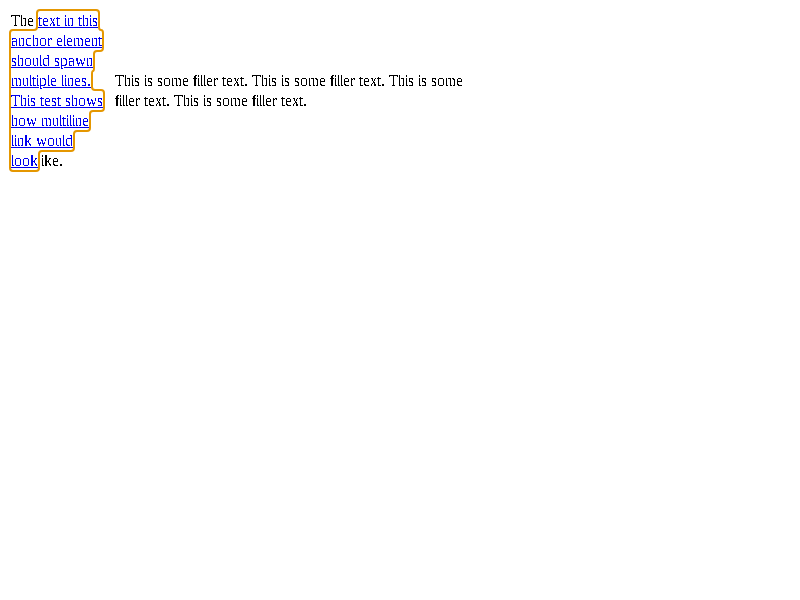 The text in this
anchor element
should spawn
multiple lines.
This test shows
how multiline
link would
look ike.
This is some filler text. This is some filler text. This is some
filler text. This is some filler text.